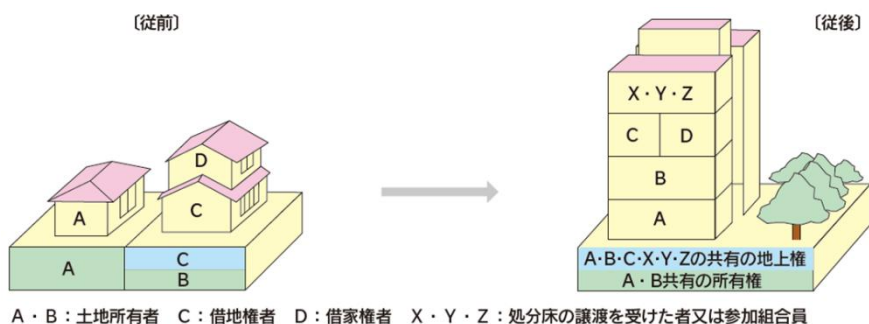 〔従前〕
〔従後〕
D
A
C
A
C
B
X・Y・Z
C
D
B
A
A・B・C・X・Y・Zの共有の地上権
A・B共有の所有権
A・B：土地所有者　C：借地権者　D：借家権者　X・Y・Z：処分床の譲渡を受けた者又は参加組合員